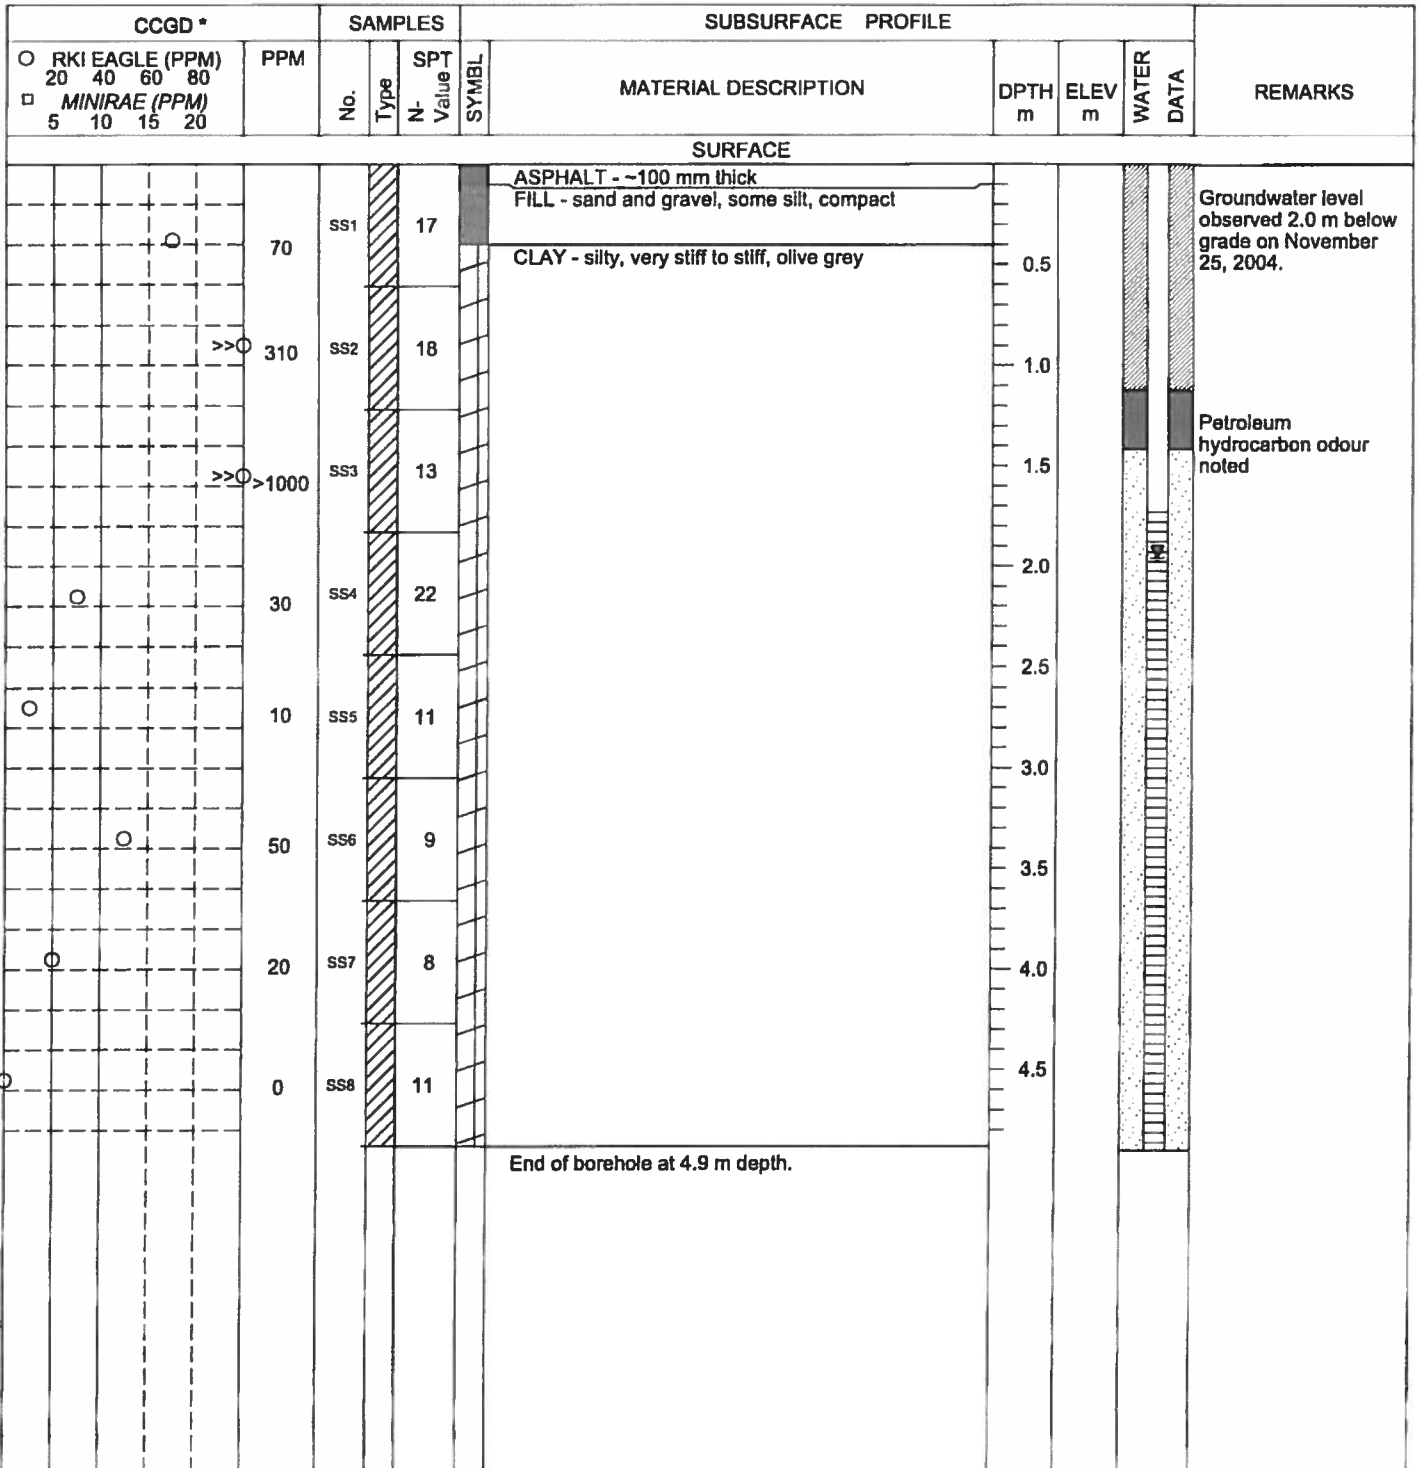 CCGD *
SAMPLES
SUBSURFACE PROFILE
RKI EAGLE (PPM)
20 40 60 80
MINIRAE (PPM)
5 10 15 20
PPM
No.
Type
SPT
N-Value
SYMBL
MATERIAL DESCRIPTION
DPTH
m
ELEV
m
WATER
DATA
REMARKS
SURFACE
ASPHALT - ~100 mm thick
FILL - sand and gravel, some silt, compact
CLAY - silty, very stiff to stiff, olive grey
Groundwater level
observed 2.0 m below
grade on November
25, 2004.
70 SS1 17
0.5
>> 310 SS2 18
1.0
Petroleum
hydrocarbon odour
noted
>> >1000 SS3 13
1.5
30 SS4 22
2.0
2.5
10 SS5 11
3.0
50 SS6 9
3.5
20 SS7 8
4.0
0 SS8 11
4.5
End of borehole at 4.9 m depth.